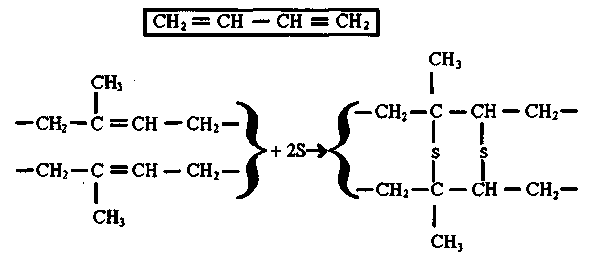 CH₂=CH—CH=CH₂
CH₃
CH₃
—CH₂—C=CH—CH₂—
—CH₂—C—CH—CH₂—
+ 2S→
S S
—CH₂—C=CH—CH₂—
—CH₂—C—CH—CH₂—
CH₃
CH₃